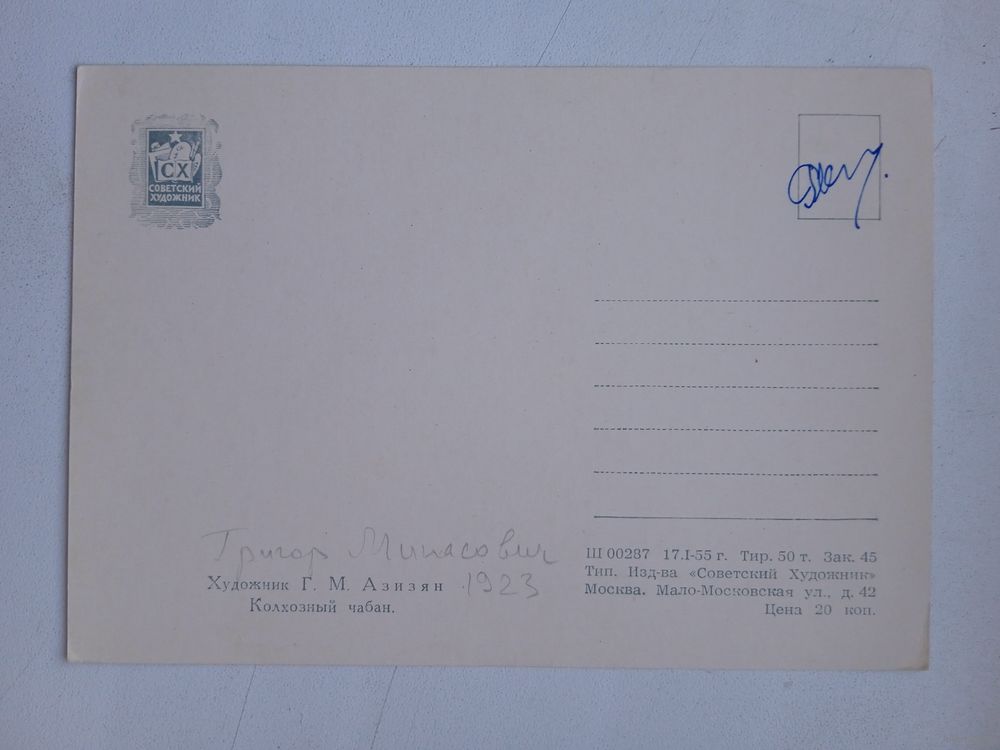 СХ
СОВЕТСКИЙ
ХУДОЖНИК
Григор Минасович
Художник Г. М. Азизян 1923
Колхозный чабан.
Ш 00287 17.I-55 г. Тир. 50 т. Зак. 45
Тип. Изд-ва «Советский Художник»
Москва. Мало-Московская ул., д. 42
Цена 20 коп.